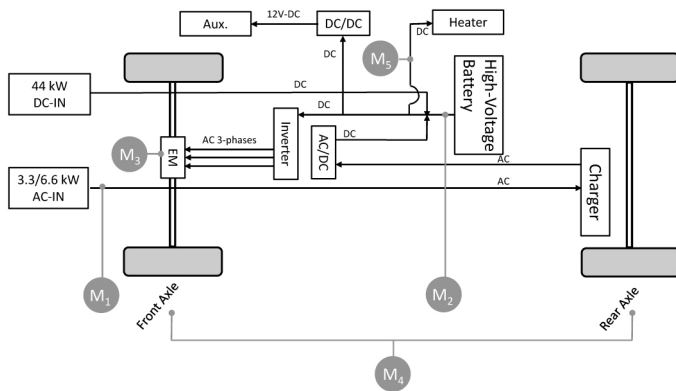 Aux.
12V-DC
DC/DC
Heater
DC
DC
M5
44 kW
DC-IN
DC
High-Voltage
Battery
DC
Inverter
AC 3-phases
EM
M3
AC/DC
DC
AC
3.3/6.6 kW
AC-IN
AC
Charger
M1
M2
Front Axle
Rear Axle
M4